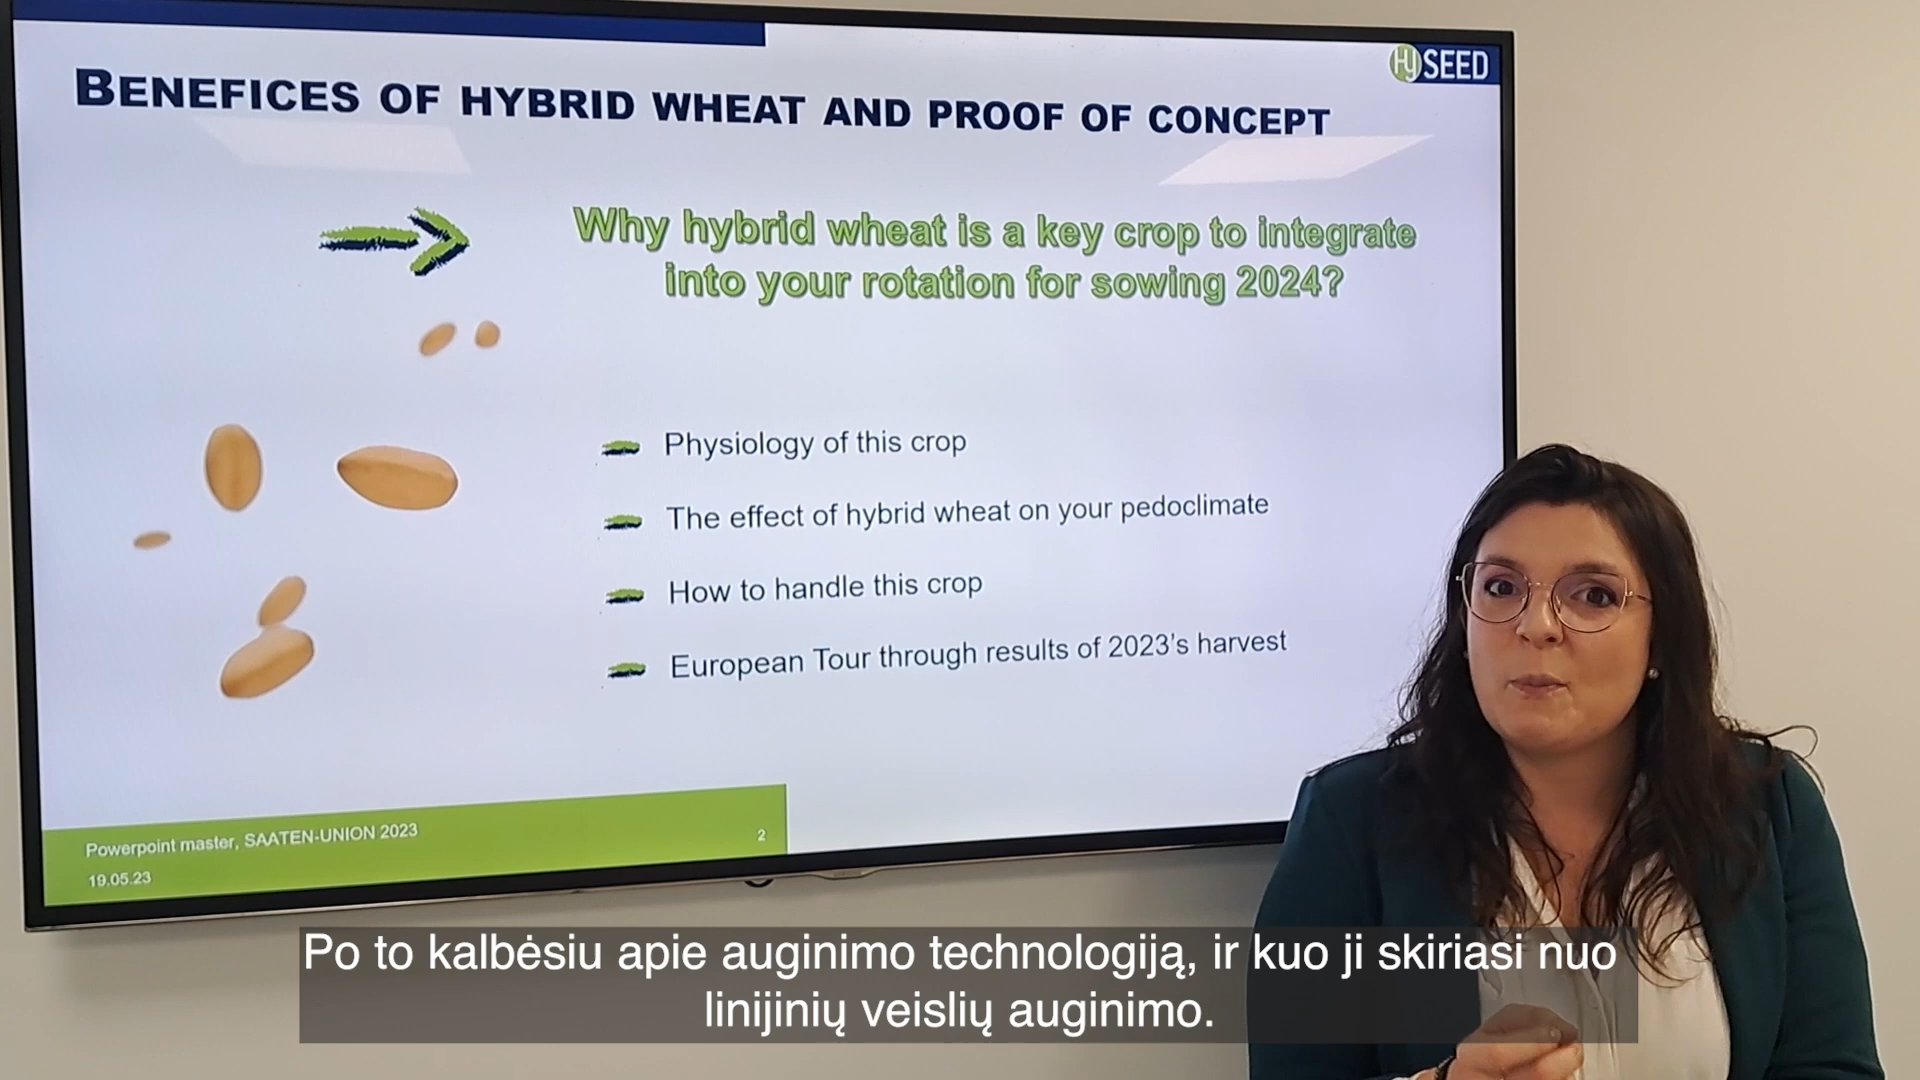 HySEED
BENEFICES OF HYBRID WHEAT AND PROOF OF CONCEPT
Why hybrid wheat is a key crop to integrate
into your rotation for sowing 2024?
Physiology of this crop
The effect of hybrid wheat on your pedoclimate
How to handle this crop
European Tour through results of 2023's harvest
Powerpoint master, SAATEN-UNION 2023
2
19.05.23
Po to kalbėsiu apie auginimo technologiją, ir kuo ji skiriasi nuo
linijinių veislių auginimo.